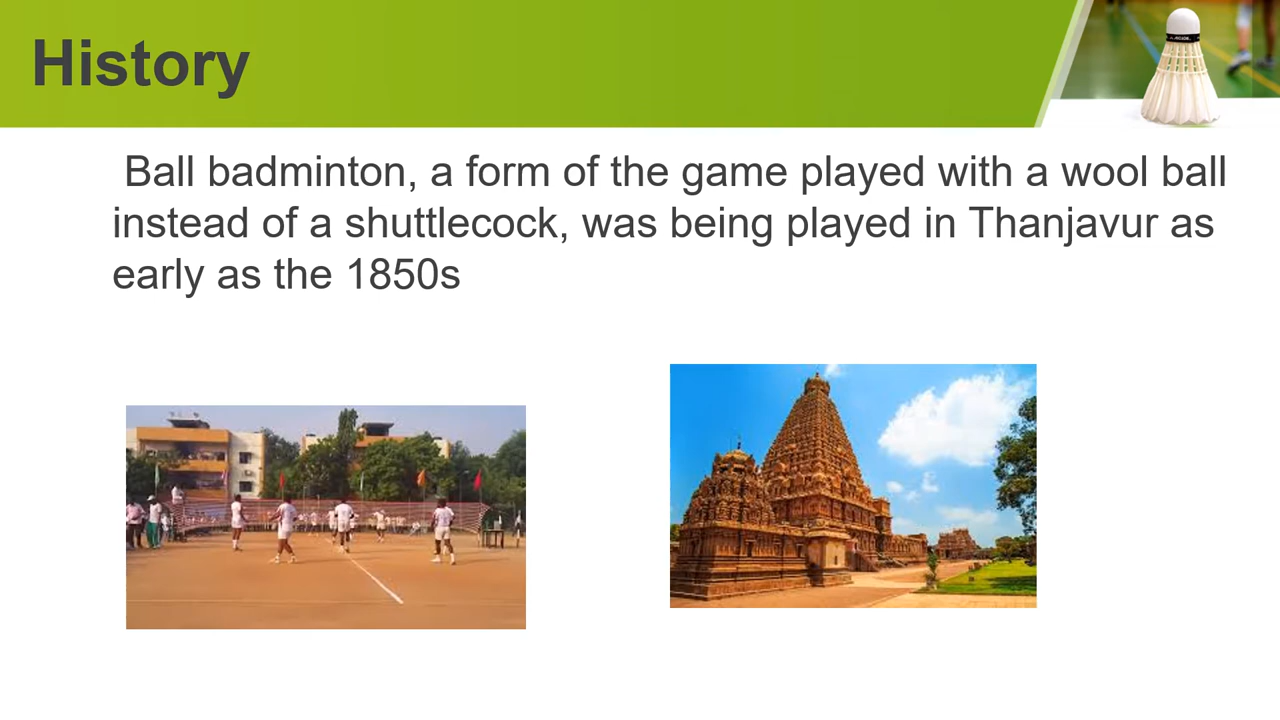 History
Ball badminton, a form of the game played with a wool ball
instead of a shuttlecock, was being played in Thanjavur as
early as the 1850s